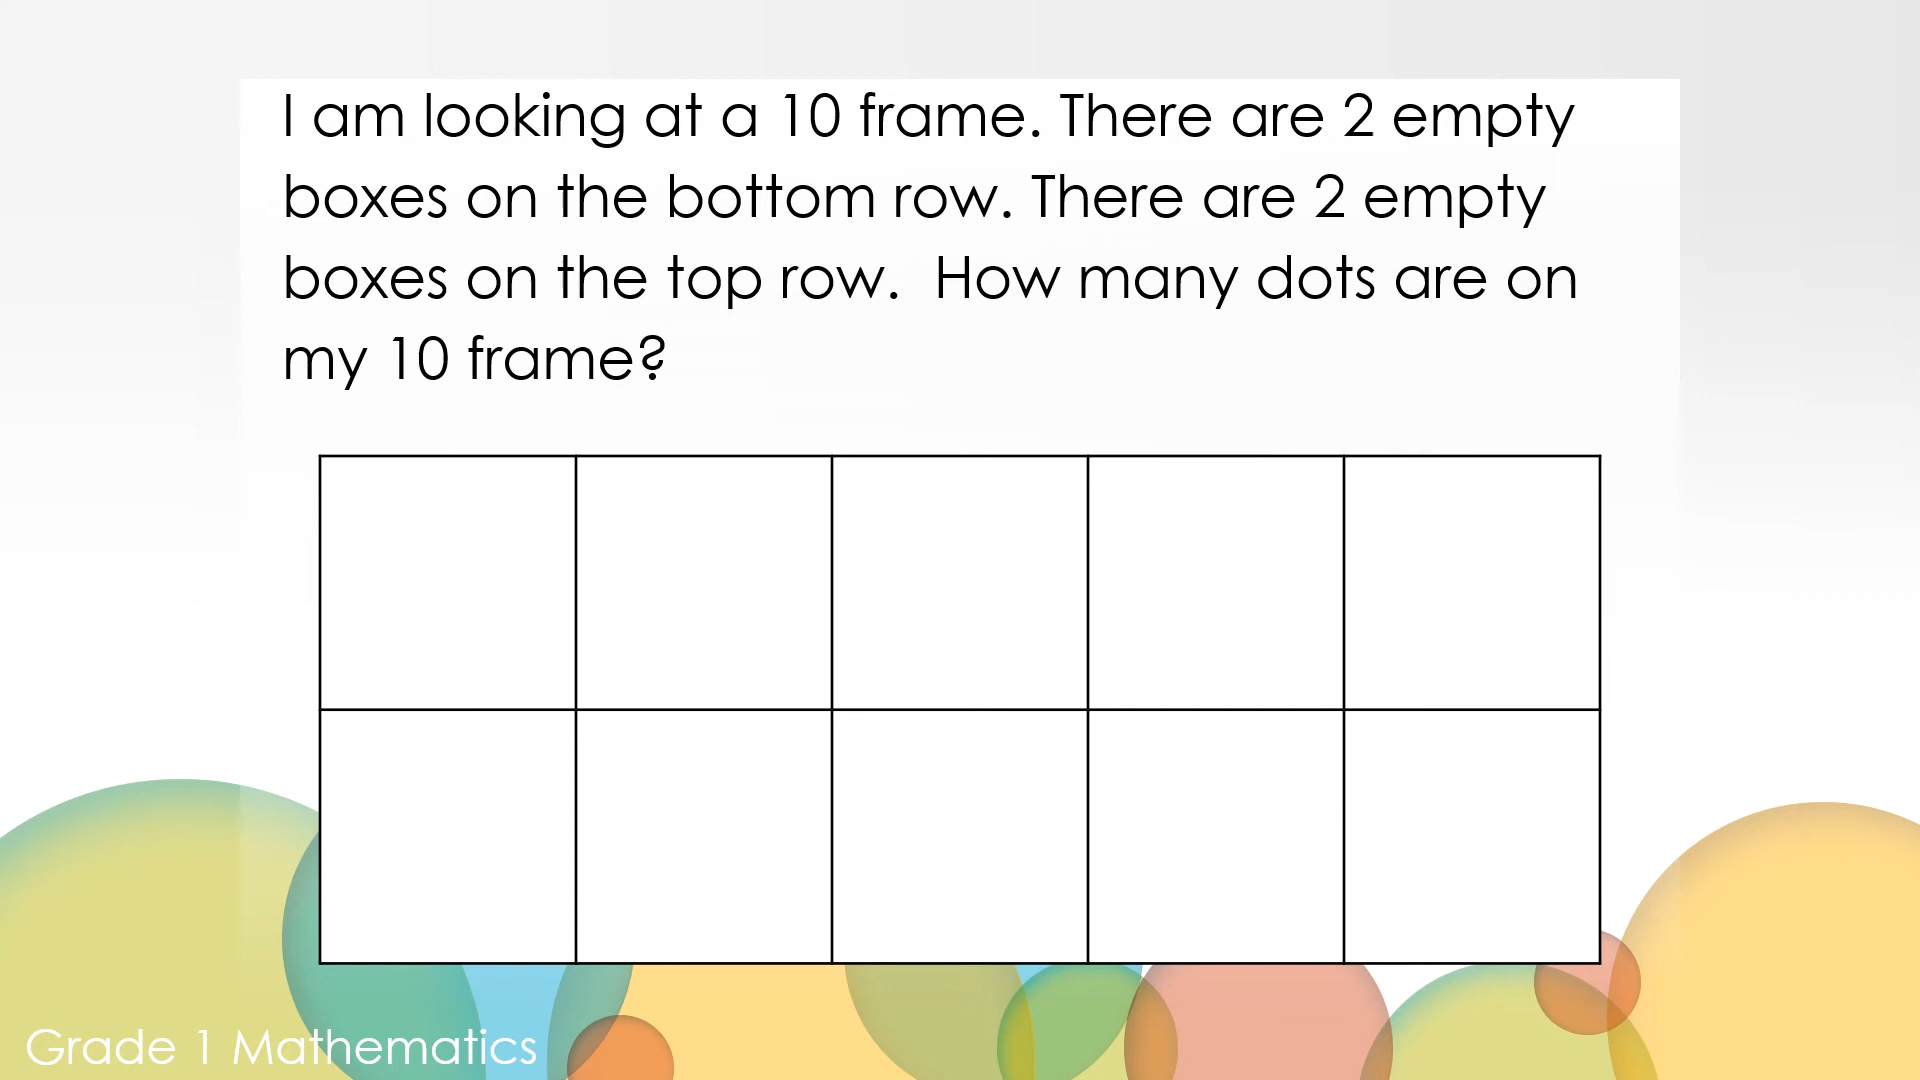 I am looking at a 10 frame. There are 2 empty
boxes on the bottom row. There are 2 empty
boxes on the top row.  How many dots are on
my 10 frame?
Grade 1 Mathematics